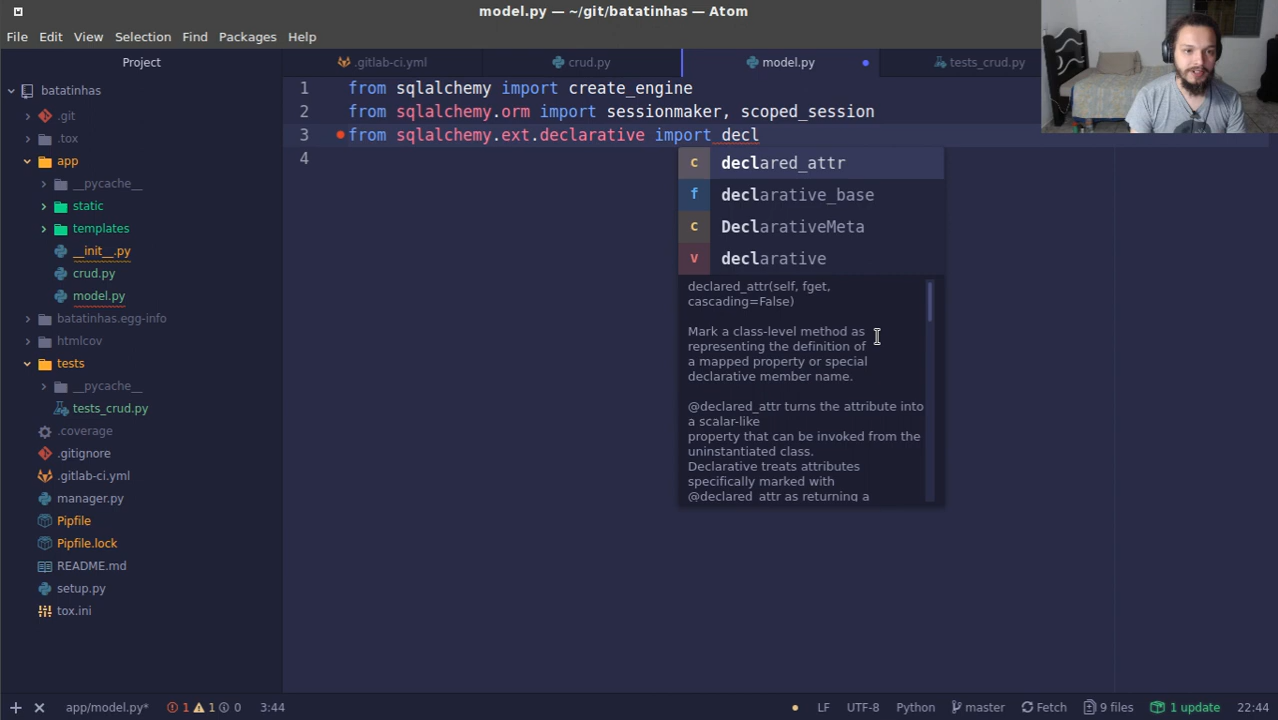 model.py — ~/git/batatinhas — Atom
File Edit View Selection Find Packages Help
Project
.gitlab-ci.yml
crud.py
model.py
tests_crud.py
batatinhas
.git
.tox
app
__pycache__
static
templates
__init__.py
crud.py
model.py
batatinhas.egg-info
htmlcov
tests
__pycache__
tests_crud.py
.coverage
.gitignore
.gitlab-ci.yml
manager.py
Pipfile
Pipfile.lock
README.md
setup.py
tox.ini
1 from sqlalchemy import create_engine
2 from sqlalchemy.orm import sessionmaker, scoped_session
3 from sqlalchemy.ext.declarative import decl
4
c declared_attr
f declarative_base
c DeclarativeMeta
v declarative
declared_attr(self, fget,
cascading=False)
Mark a class-level method as
representing the definition of
a mapped property or special
declarative member name.
@declared_attr turns the attribute into
a scalar-like
property that can be invoked from the
uninstantiated class.
Declarative treats attributes
specifically marked with
@declared_attr as returning a
app/model.py* 1 1 0 3:44
LF UTF-8 Python master Fetch 9 files 1 update 22:44